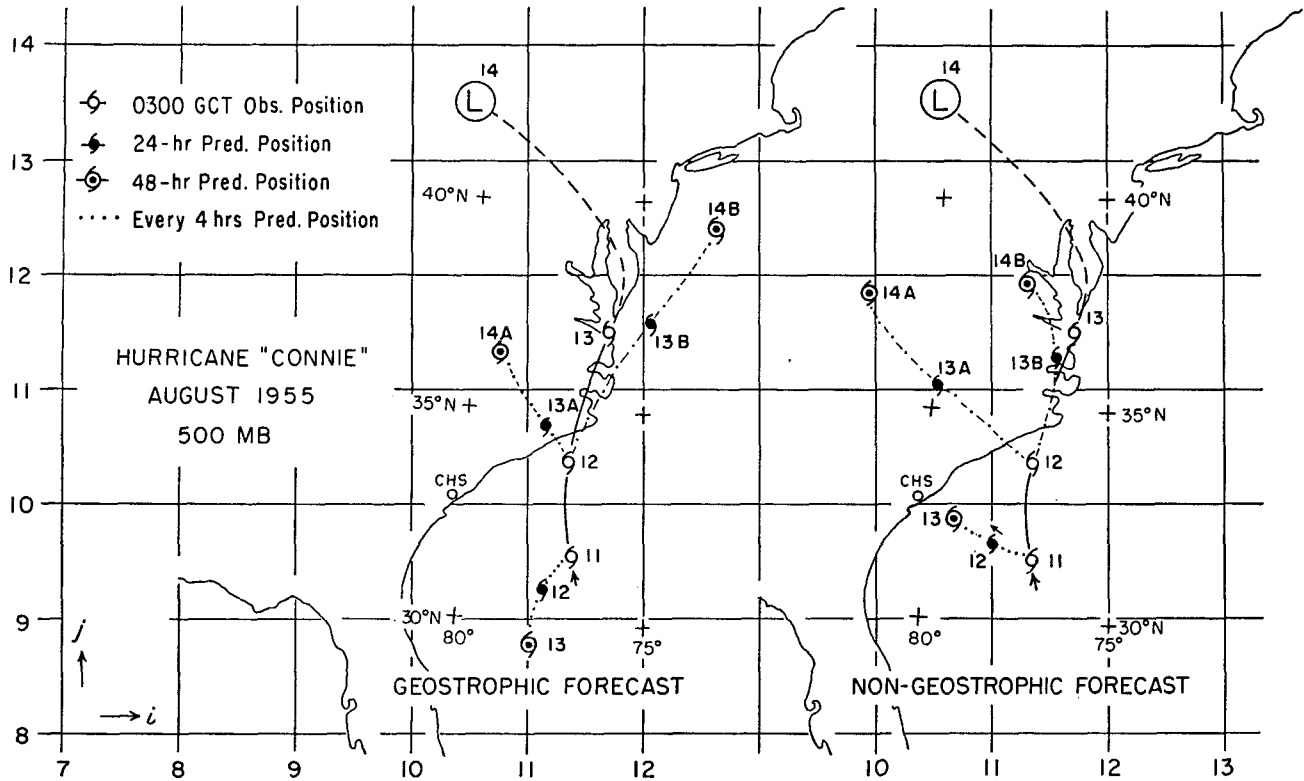 14
13
12
11
10
9
8
0300 GCT Obs. Position
24-hr Pred. Position
48-hr Pred. Position
Every 4 hrs Pred. Position
HURRICANE "CONNIE"
AUGUST 1955
500 MB
j
i
14
L
40°N
14B
13
13B
14A
13A
35°N
12
CHS
11
12
30°N
80°
13
75°
GEOSTROPHIC FORECAST
14
L
40°N
14B
14A
13
13B
13A
35°N
12
CHS
13
12
11
80°
75°
30°N
NON-GEOSTROPHIC FORECAST
7 8 9 10 11 12 10 11 12 13